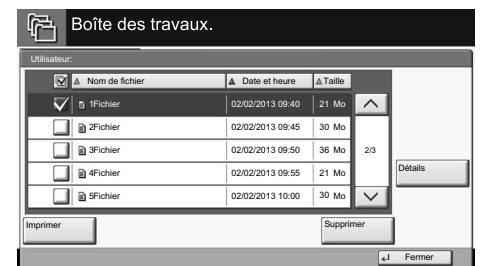 Boîte des travaux.
Utilisateur:
Nom de fichier Date et heure Taille
1Fichier 02/02/2013 09:40 21 Mo
2Fichier 02/02/2013 09:45 30 Mo
3Fichier 02/02/2013 09:50 36 Mo 2/3
4Fichier 02/02/2013 09:55 21 Mo
Détails
5Fichier 02/02/2013 10:00 30 Mo
Imprimer Supprimer
Fermer